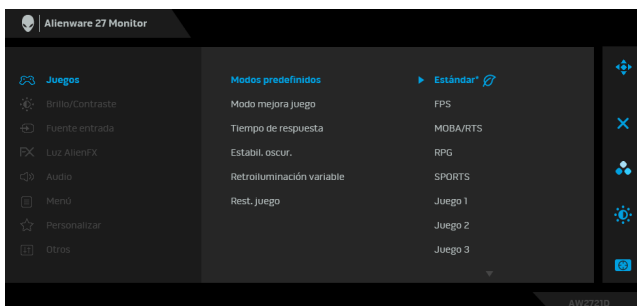 Alienware 27 Monitor
Juegos
Brillo/Contraste
Fuente entrada
Luz AlienFX
Audio
Menú
Personalizar
Otros
Modos predefinidos
Modo mejora juego
Tiempo de respuesta
Estabil. oscur.
Retroiluminación variable
Rest. juego
Estándar*
FPS
MOBA/RTS
RPG
SPORTS
Juego 1
Juego 2
Juego 3
AW2721D